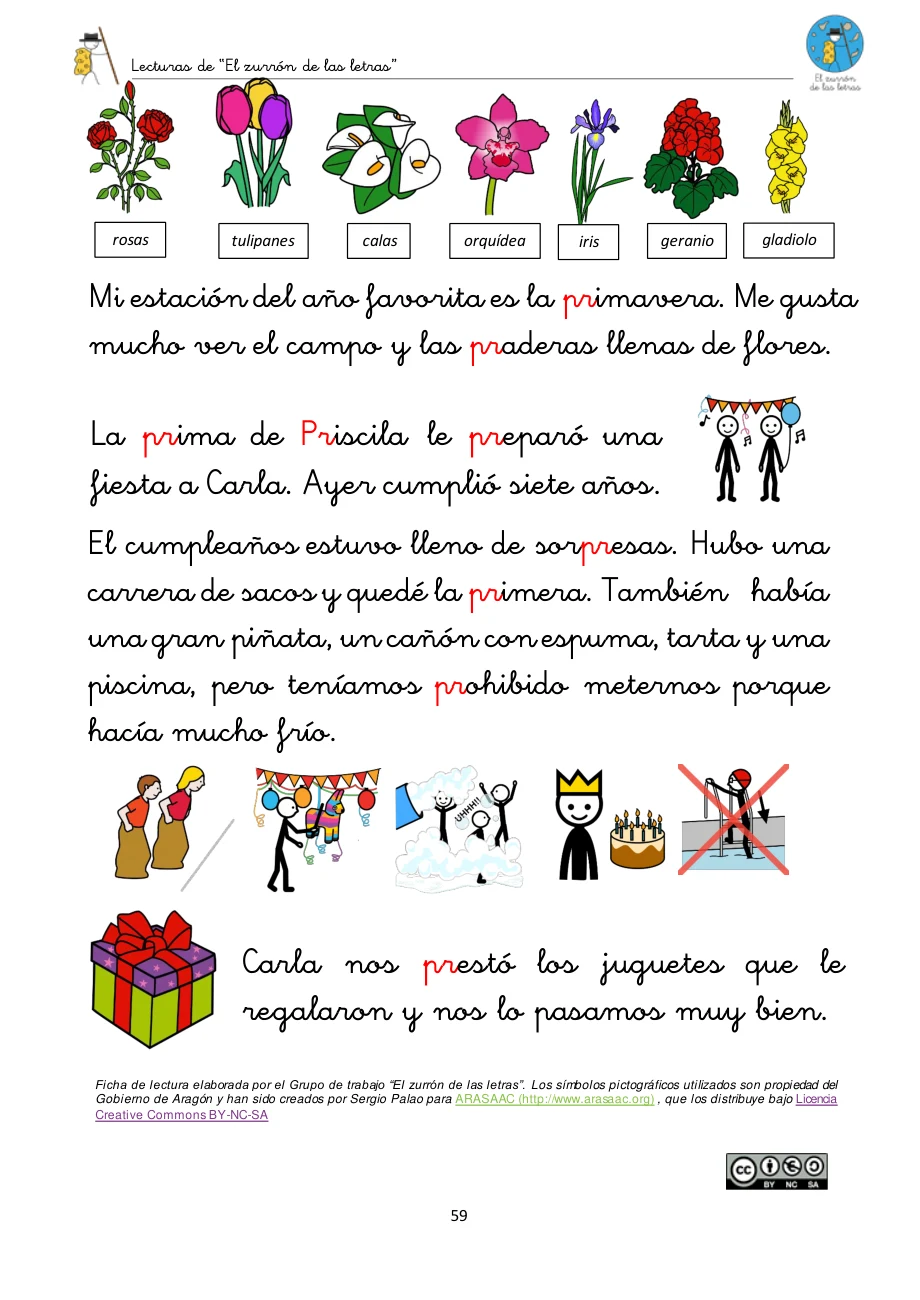 Lecturas de "El zurrón de las letras"
El zurrón
de las letras
rosas
tulipanes
calas
orquídea
iris
geranio
gladiolo
Mi estación del año favorita es la primavera. Me gusta
mucho ver el campo y las praderas llenas de flores.
La prima de Priscila le preparó una
fiesta a Carla. Ayer cumplió siete años.
El cumpleaños estuvo lleno de sorpresas. Hubo una
carrera de sacos y quedé la primera. También había
una gran piñata, un cañón con espuma, tarta y una
piscina, pero teníamos prohibido meternos porque
hacía mucho frío.
UHHH!!
Carla nos prestó los juguetes que le
regalaron y nos lo pasamos muy bien.
Ficha de lectura elaborada por el Grupo de trabajo "El zurrón de las letras". Los símbolos pictográficos utilizados son propiedad del
Gobierno de Aragón y han sido creados por Sergio Palao para ARASAAC (http://www.arasaac.org) , que los distribuye bajo Licencia
Creative Commons BY-NC-SA
cc
BY NC SA
59